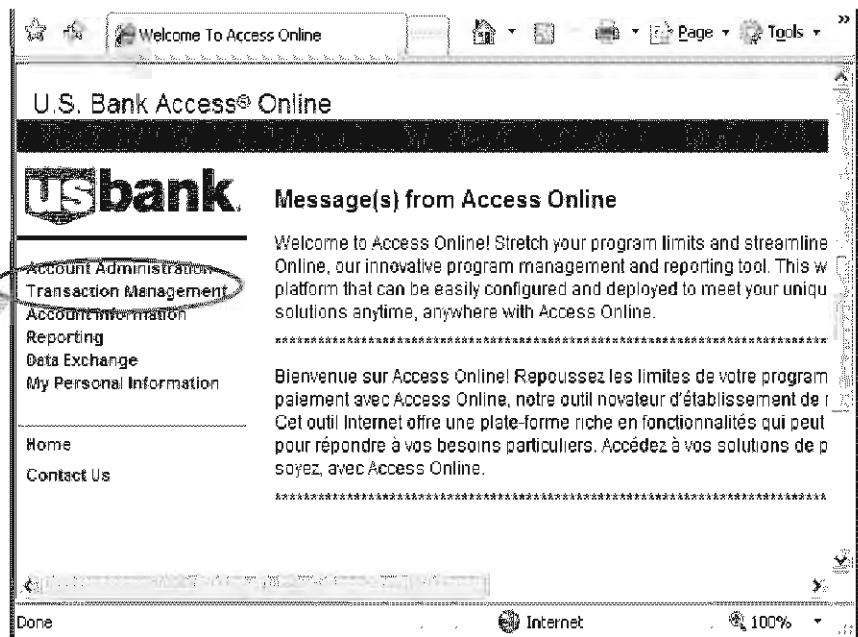 Welcome To Access Online
Page
Tools
»
U.S. Bank Access® Online
usbank.
Message(s) from Access Online
Welcome to Access Online! Stretch your program limits and streamline
Online, our innovative program management and reporting tool. This w
platform that can be easily configured and deployed to meet your uniqu
solutions anytime, anywhere with Access Online.
********************************************************************************
Bienvenue sur Access Online! Repoussez les limites de votre program
paiement avec Access Online, notre outil novateur d'établissement de r
Cet outil Internet offre une plate-forme riche en fonctionnalités qui peut
pour répondre à vos besoins particuliers. Accédez à vos solutions de p
soyez, avec Access Online.
********************************************************************************
Account Administration
Transaction Management
Account Information
Reporting
Data Exchange
My Personal Information
Home
Contact Us
Done
Internet
100%